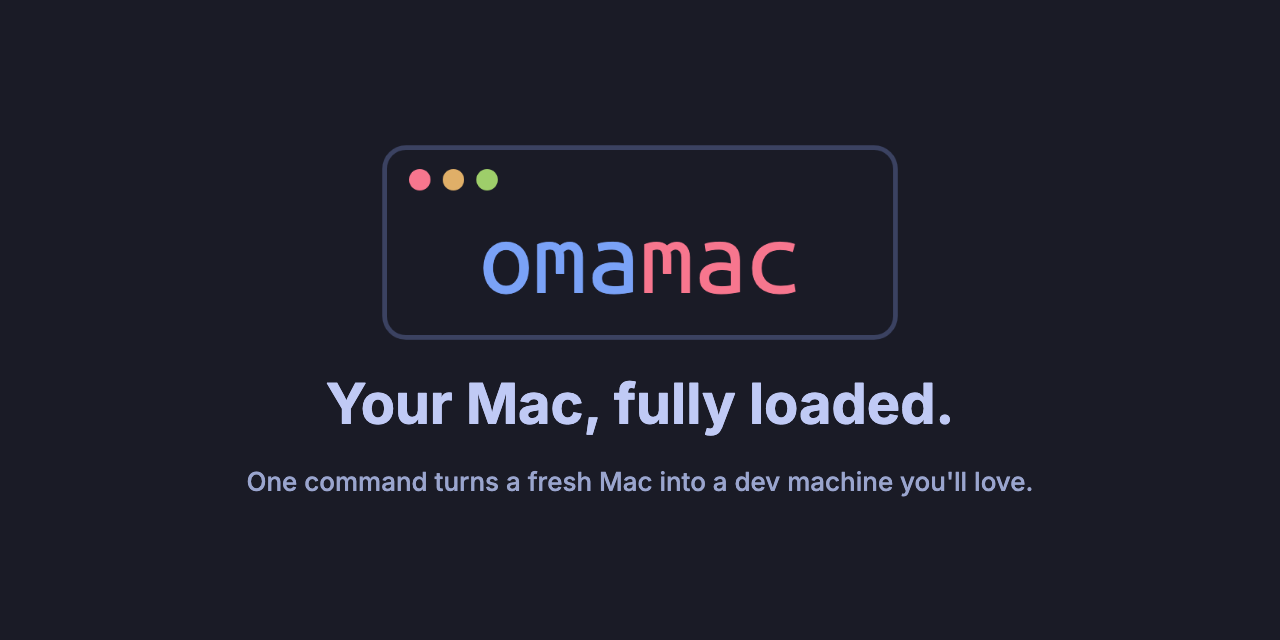 omamac
Your Mac, fully loaded.
One command turns a fresh Mac into a dev machine you'll love.